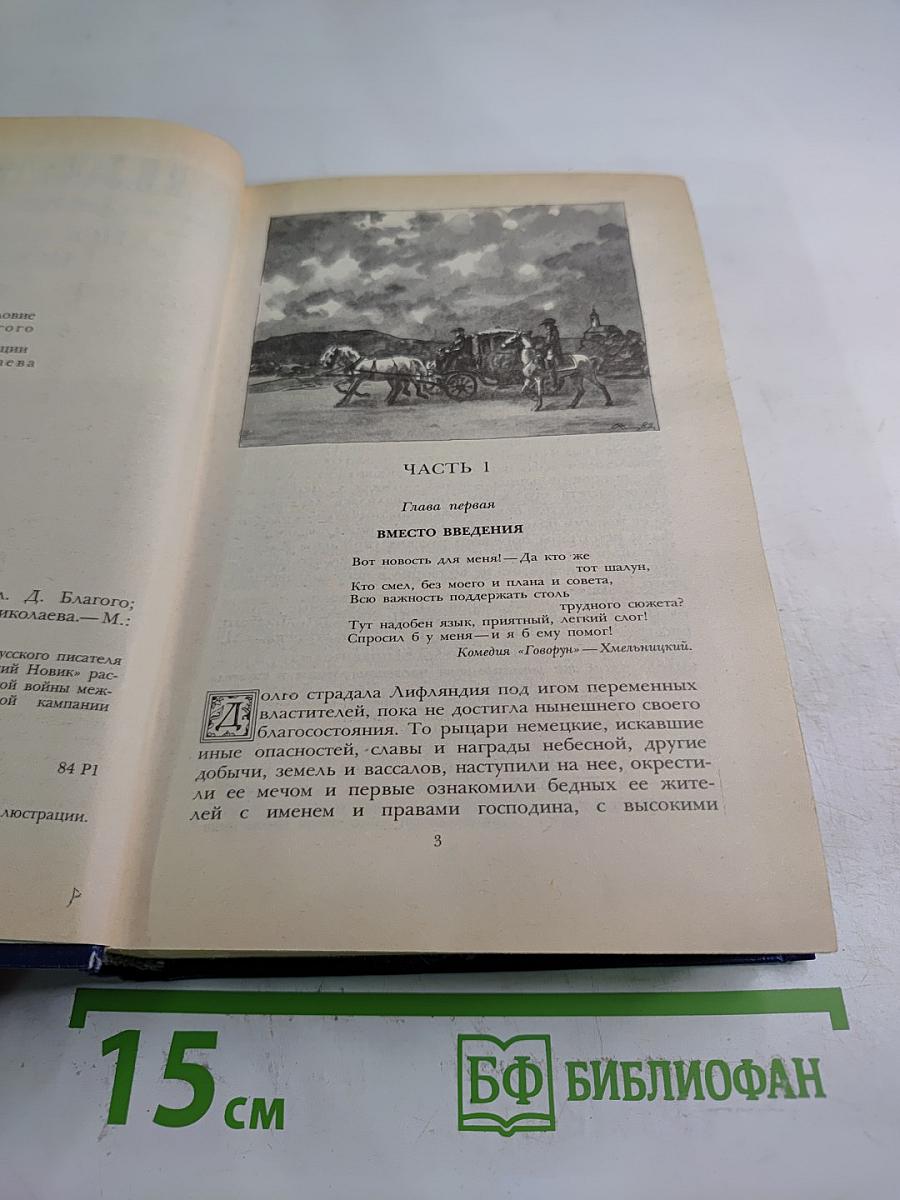 овие
гого
ции
аева
л. Д. Благого;
иколаева.— М.:
усского писателя
ий Новик» рас-
ой войны меж-
ой кампании
84 Р1
люстрации.
ЧАСТЬ 1
Глава первая
ВМЕСТО ВВЕДЕНИЯ
Вот новость для меня!—Да кто же
тот шалун,
Кто смел, без моего и плана и совета,
Всю важность поддержать столь
трудного сюжета?
Тут надобен язык, приятный, легкий слог!
Спросил б у меня—и я б ему помог!
Комедия «Говорун»—Хмельницкий.
Долго страдала Лифляндия под игом переменных
властителей, пока не достигла нынешнего своего
благосостояния. То рыцари немецкие, искавшие
иные опасностей, славы и награды небесной, другие
добычи, земель и вассалов, наступили на нее, окрести-
ли ее мечом и первые ознакомили бедных ее жите-
лей с именем и правами господина, с высокими
3
15 см
БФ БИБЛИОФАН